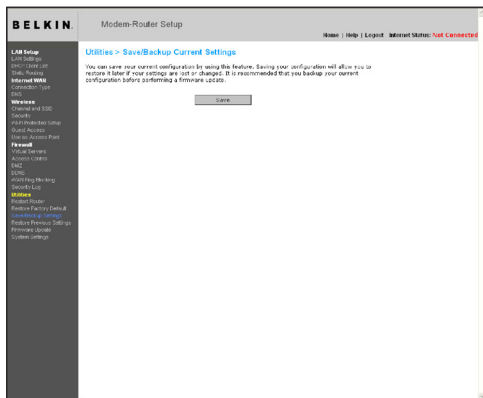 BELKIN.
Modem-Router Setup
Home | Help | Logout Internet Status: Not Connected
LAN Setup
LAN Settings
DHCP Client List
Static Routing
Internet WAN
Connection Type
DNS
Wireless
Channel and SSID
Security
Wi-Fi Protected Setup
Guest Access
Use as Access Point
Firewall
Virtual Servers
Access Control
DMZ
DDNS
WAN Ping Blocking
Security Log
Utilities
Restart Router
Restore Factory Default
Save/Backup Settings
Restore Previous Settings
Firmware Update
System Settings
Utilities > Save/Backup Current Settings
You can save your current configuration by using this feature. Saving your configuration will allow you to
restore it later if your settings are lost or changed. It is recommended that you backup your current
configuration before performing a firmware update.
Save